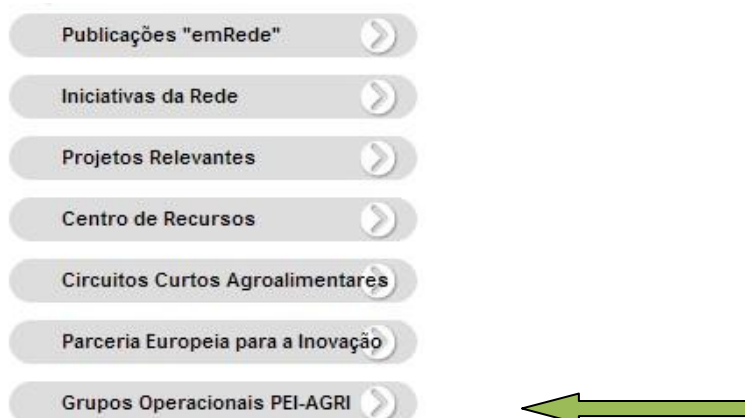 Publicações "emRede"
Iniciativas da Rede
Projetos Relevantes
Centro de Recursos
Circuitos Curtos Agroalimentares
Parceria Europeia para a Inovação
Grupos Operacionais PEI-AGRI